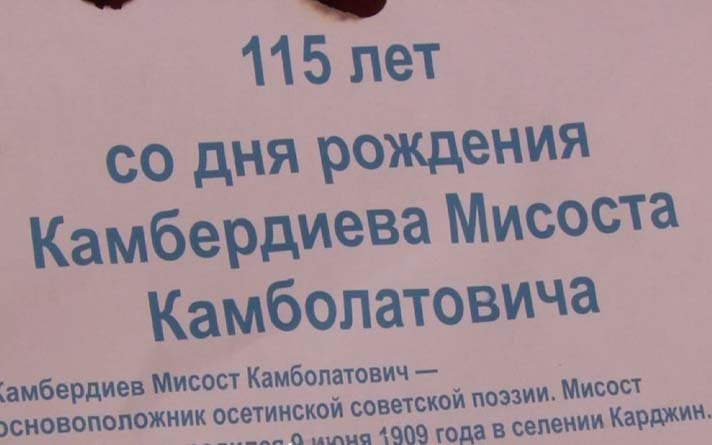 115 лет
со дня рождения
Камбердиева Мисоста
Камболатовича
Камбердиев Мисост Камболатович —
основоположник осетинской советской поэзии. Мисост
9 июня 1909 года в селении Карджин.